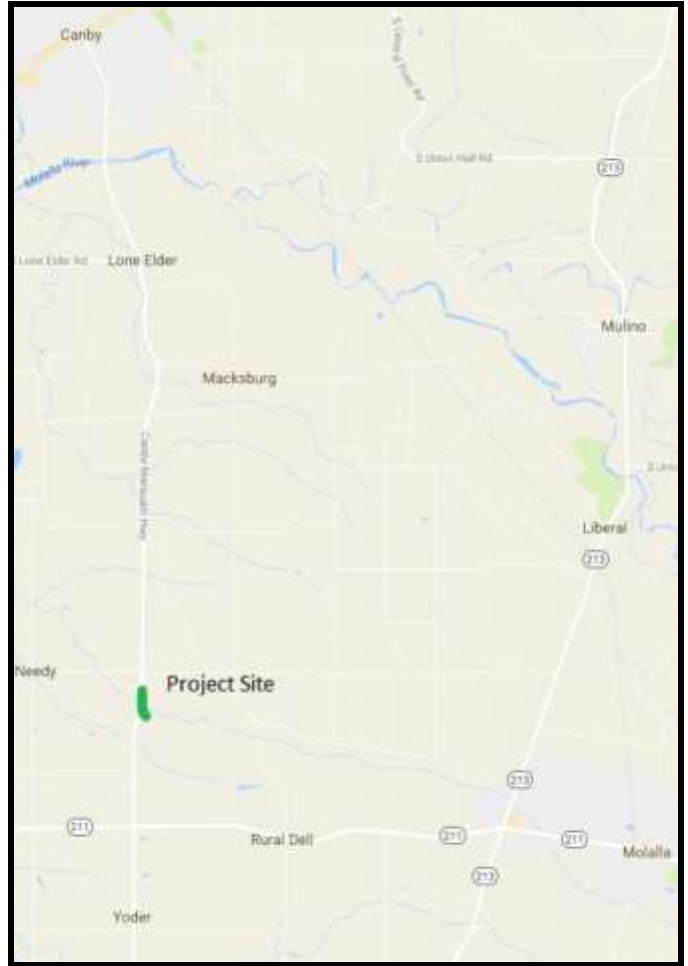 Canby
S Union Hall Rd
213
Molalla River
S Lone Elder Rd
Lone Elder
Mulino
Macksburg
Canby-Marquam Hwy
Liberal
213
Needy
Project Site
213
211
Rural Dell
211
211
Molalla
213
Yoder